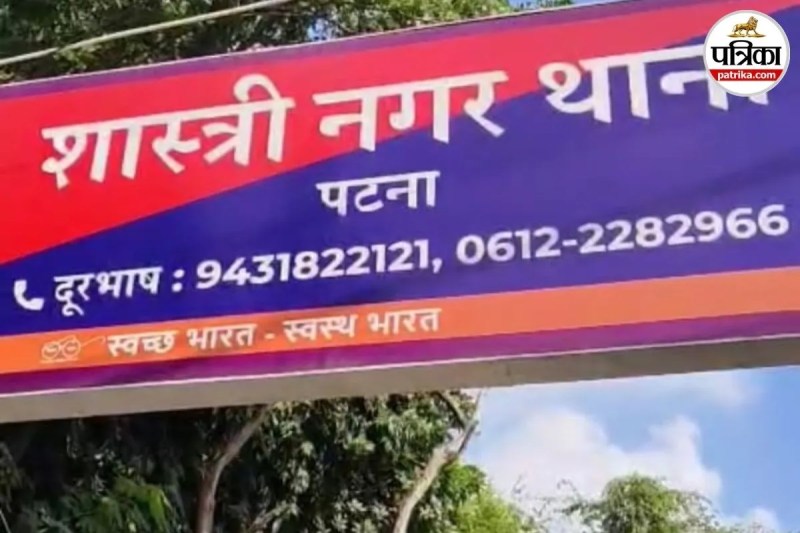 पत्रिका
patrika.com
शास्त्री नगर थाना
पटना
दूरभाष : 9431822121, 0612-2282966
स्वच्छ भारत - स्वस्थ भारत